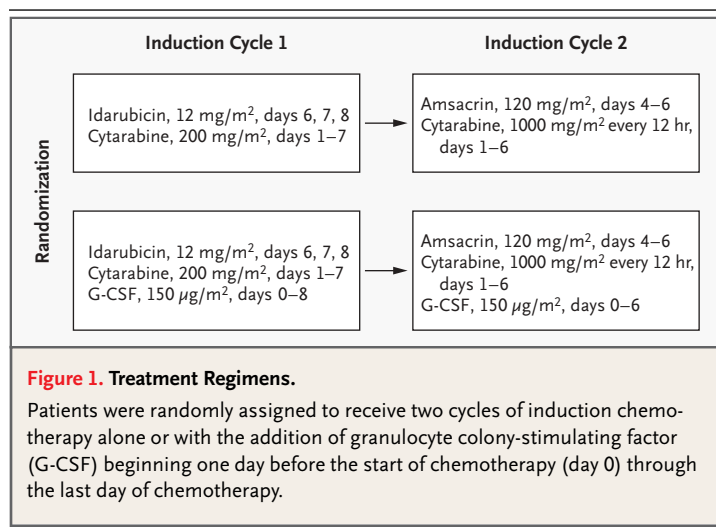 Induction Cycle 1
Induction Cycle 2
Randomization
Idarubicin, 12 mg/m², days 6, 7, 8
Cytarabine, 200 mg/m², days 1–7
Amsacrin, 120 mg/m², days 4–6
Cytarabine, 1000 mg/m² every 12 hr,
days 1–6
Idarubicin, 12 mg/m², days 6, 7, 8
Cytarabine, 200 mg/m², days 1–7
G-CSF, 150 µg/m², days 0–8
Amsacrin, 120 mg/m², days 4–6
Cytarabine, 1000 mg/m² every 12 hr,
days 1–6
G-CSF, 150 µg/m², days 0–6
Figure 1. Treatment Regimens.
Patients were randomly assigned to receive two cycles of induction chemo-
therapy alone or with the addition of granulocyte colony-stimulating factor
(G-CSF) beginning one day before the start of chemotherapy (day 0) through
the last day of chemotherapy.